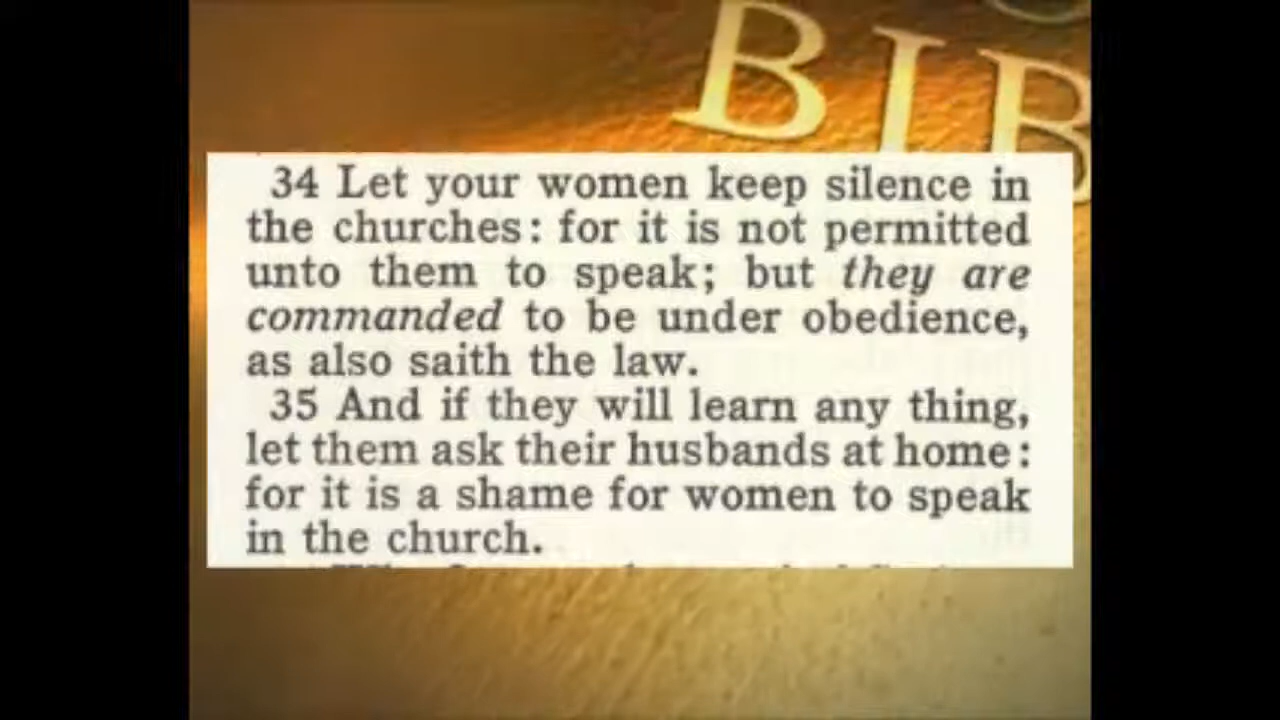 BIB
34 Let your women keep silence in
the churches: for it is not permitted
unto them to speak; but they are
commanded to be under obedience,
as also saith the law.
35 And if they will learn any thing,
let them ask their husbands at home:
for it is a shame for women to speak
in the church.